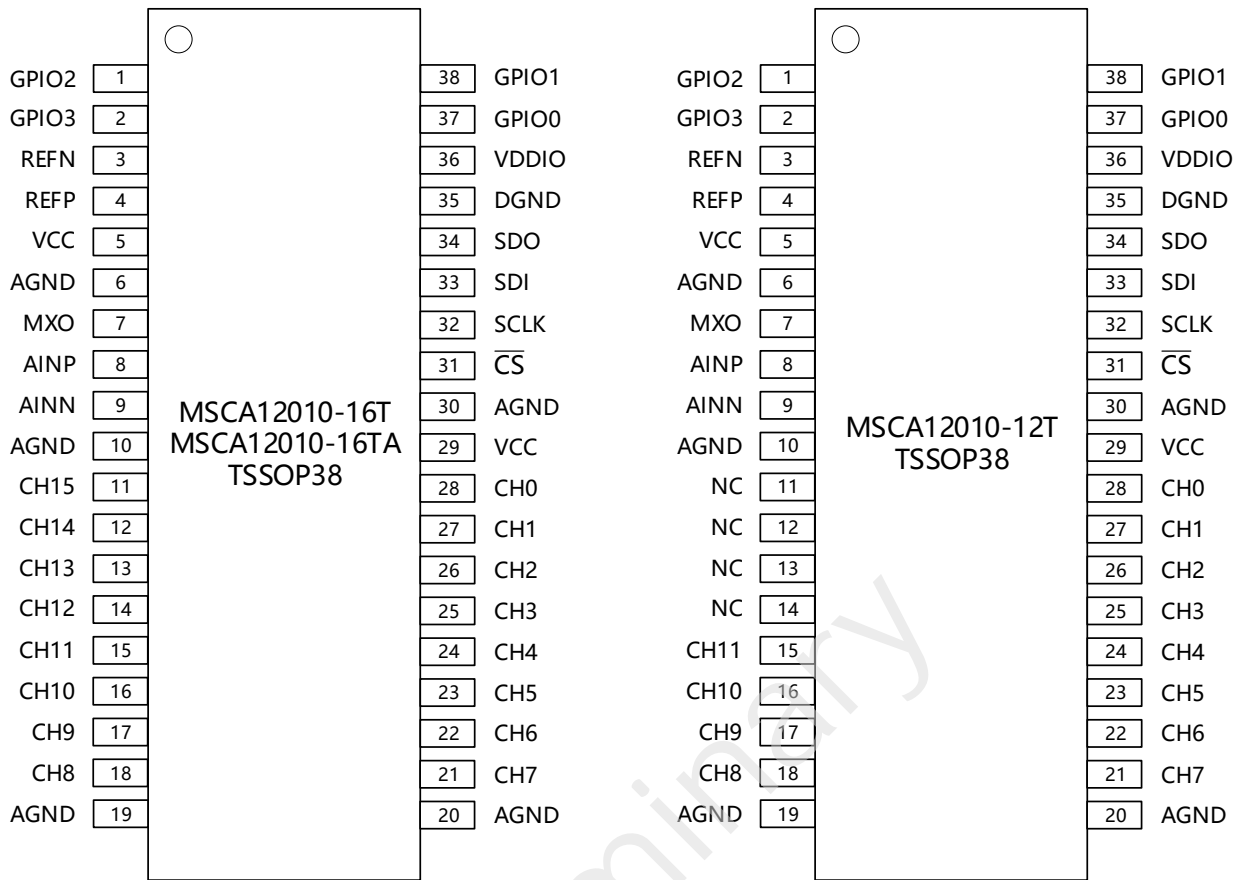 GPIO2 1 38 GPIO1 GPIO2 1 38 GPIO1
GPIO3 2 37 GPIO0 GPIO3 2 37 GPIO0
REFN 3 36 VDDIO REFN 3 36 VDDIO
REFP 4 35 DGND REFP 4 35 DGND
VCC 5 34 SDO VCC 5 34 SDO
AGND 6 33 SDI AGND 6 33 SDI
MXO 7 32 SCLK MXO 7 32 SCLK
AINP 8 31 C̅S̅ AINP 8 31 C̅S̅
AINN 9 30 AGND AINN 9 30 AGND
MSCA12010-16T
MSCA12010-16TA
TSSOP38
MSCA12010-12T
TSSOP38
AGND 10 29 VCC AGND 10 29 VCC
CH15 11 28 CH0 NC 11 28 CH0
CH14 12 27 CH1 NC 12 27 CH1
CH13 13 26 CH2 NC 13 26 CH2
CH12 14 25 CH3 NC 14 25 CH3
CH11 15 24 CH4 CH11 15 24 CH4
CH10 16 23 CH5 CH10 16 23 CH5
CH9 17 22 CH6 CH9 17 22 CH6
CH8 18 21 CH7 CH8 18 21 CH7
AGND 19 20 AGND AGND 19 20 AGND